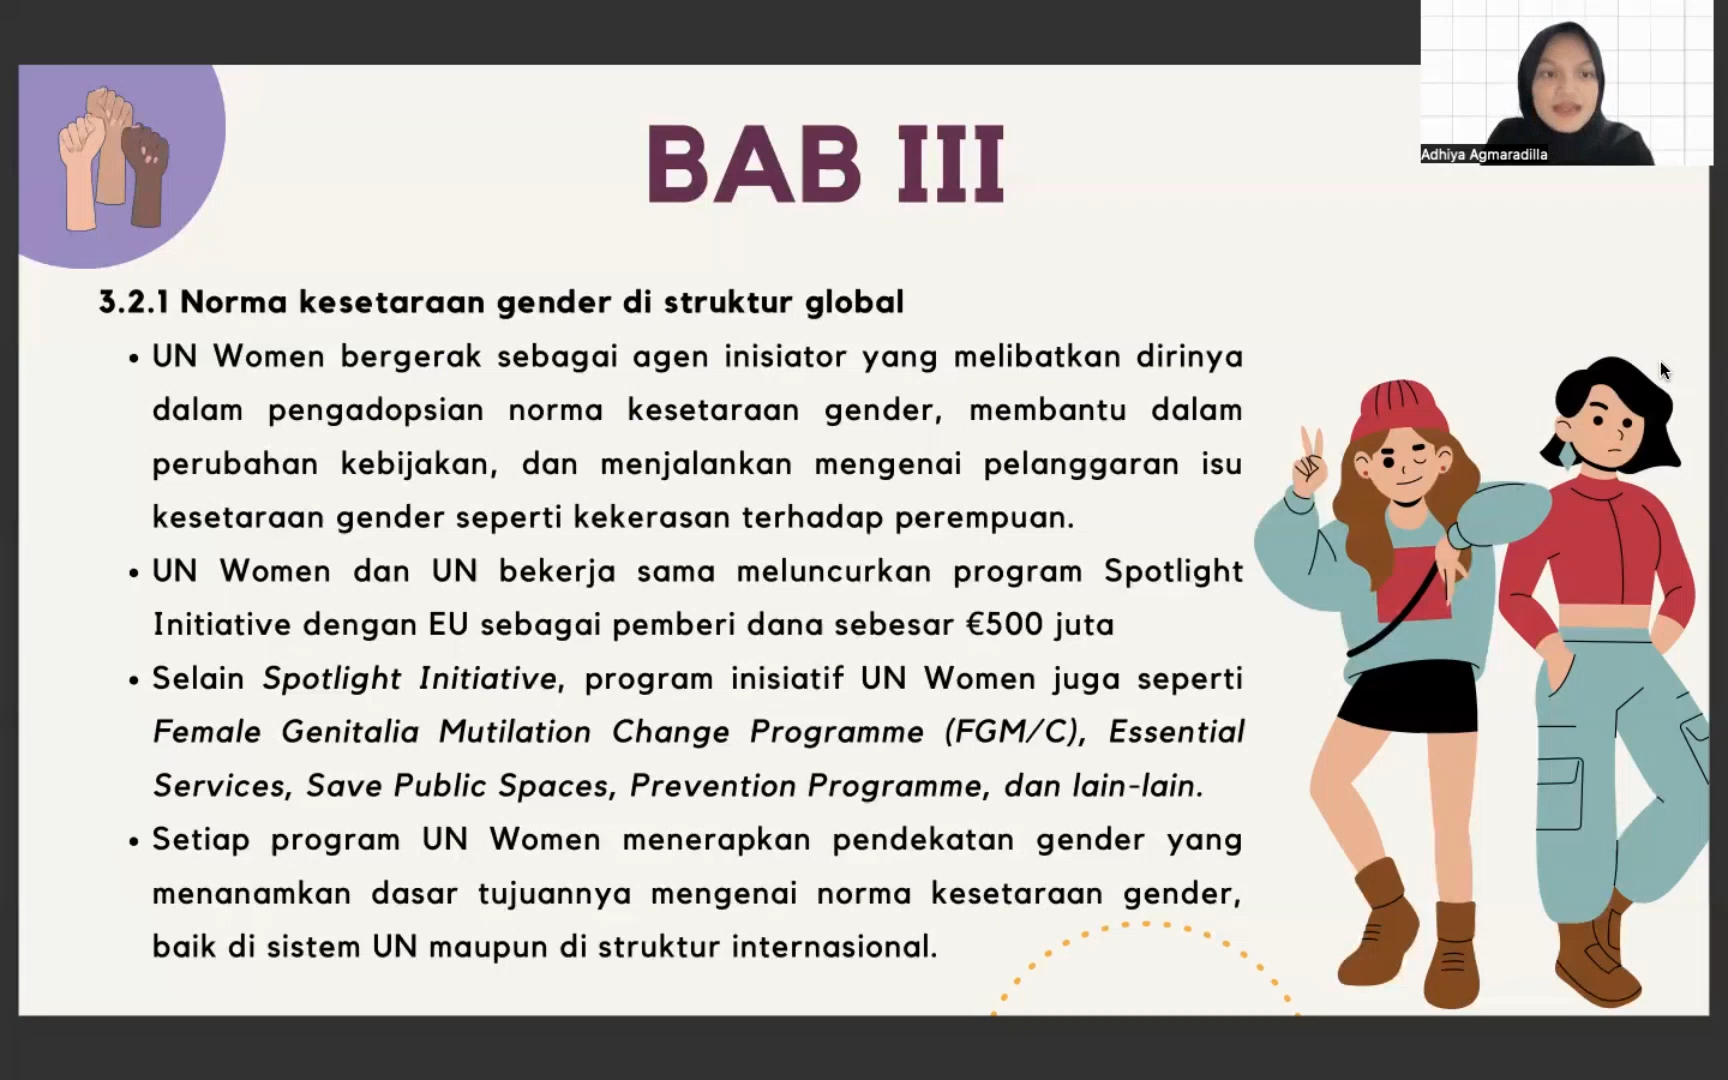 Adhiya Agmaradilla
BAB III
3.2.1 Norma kesetaraan gender di struktur global
• UN Women bergerak sebagai agen inisiator yang melibatkan dirinya
dalam pengadopsian norma kesetaraan gender, membantu dalam
perubahan kebijakan, dan menjalankan mengenai pelanggaran isu
kesetaraan gender seperti kekerasan terhadap perempuan.
• UN Women dan UN bekerja sama meluncurkan program Spotlight
Initiative dengan EU sebagai pemberi dana sebesar €500 juta
• Selain Spotlight Initiative, program inisiatif UN Women juga seperti
Female Genitalia Mutilation Change Programme (FGM/C), Essential
Services, Save Public Spaces, Prevention Programme, dan lain-lain.
• Setiap program UN Women menerapkan pendekatan gender yang
menanamkan dasar tujuannya mengenai norma kesetaraan gender,
baik di sistem UN maupun di struktur internasional.